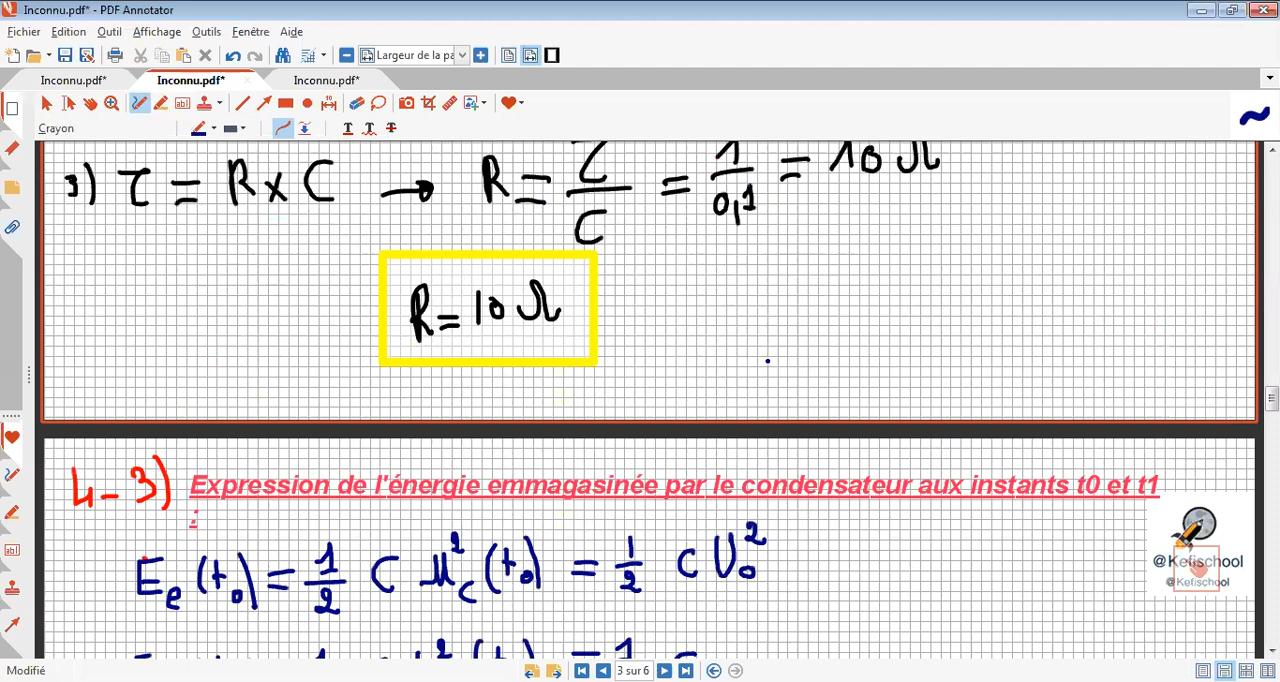 Inconnu.pdf* - PDF Annotator
Fichier Edition Outil Affichage Outils Fenêtre Aide
Largeur de la pa
Inconnu.pdf* Inconnu.pdf* Inconnu.pdf*
Crayon
3) τ = R x C → R = τ/C = 1/0,1 = 10 Ω
R = 10 Ω
4-3) Expression de l'énergie emmagasinée par le condensateur aux instants t0 et t1
:
@Kefischool
@Kefischool
Ee (t0) = 1/2 C uc² (t0) = 1/2 C U0²
Modifié
3 sur 6